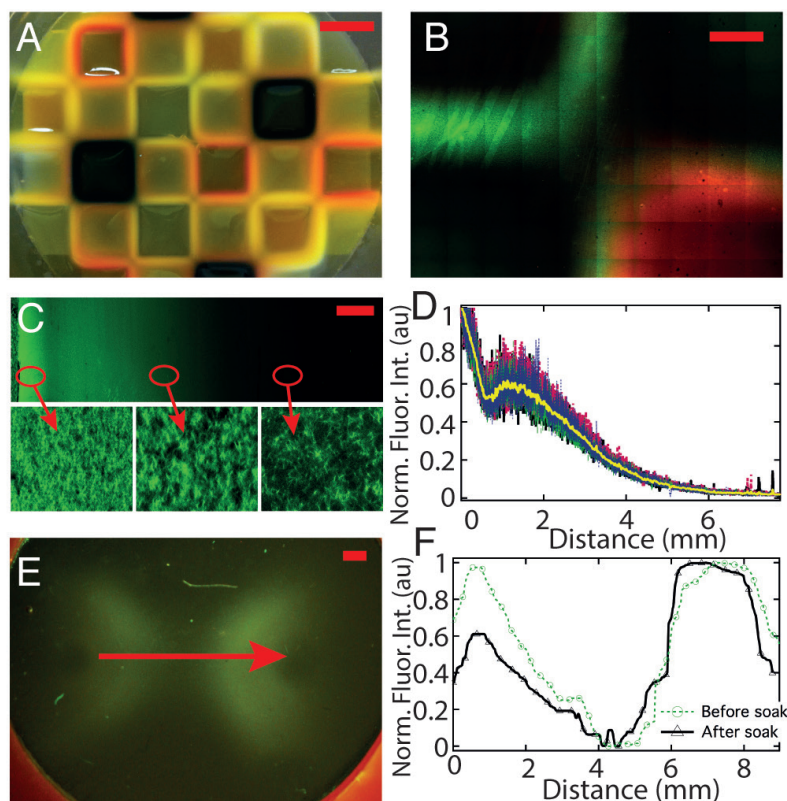 A
B
C
D
Norm. Fluor. Int. (au)
1
0.8
0.6
0.4
0.2
0
0 2 4 6
Distance (mm)
E
F
Norm. Fluor. Int. (au)
1
0.8
0.6
0.4
0.2
0
Before soak
After soak
0 2 4 6 8
Distance (mm)